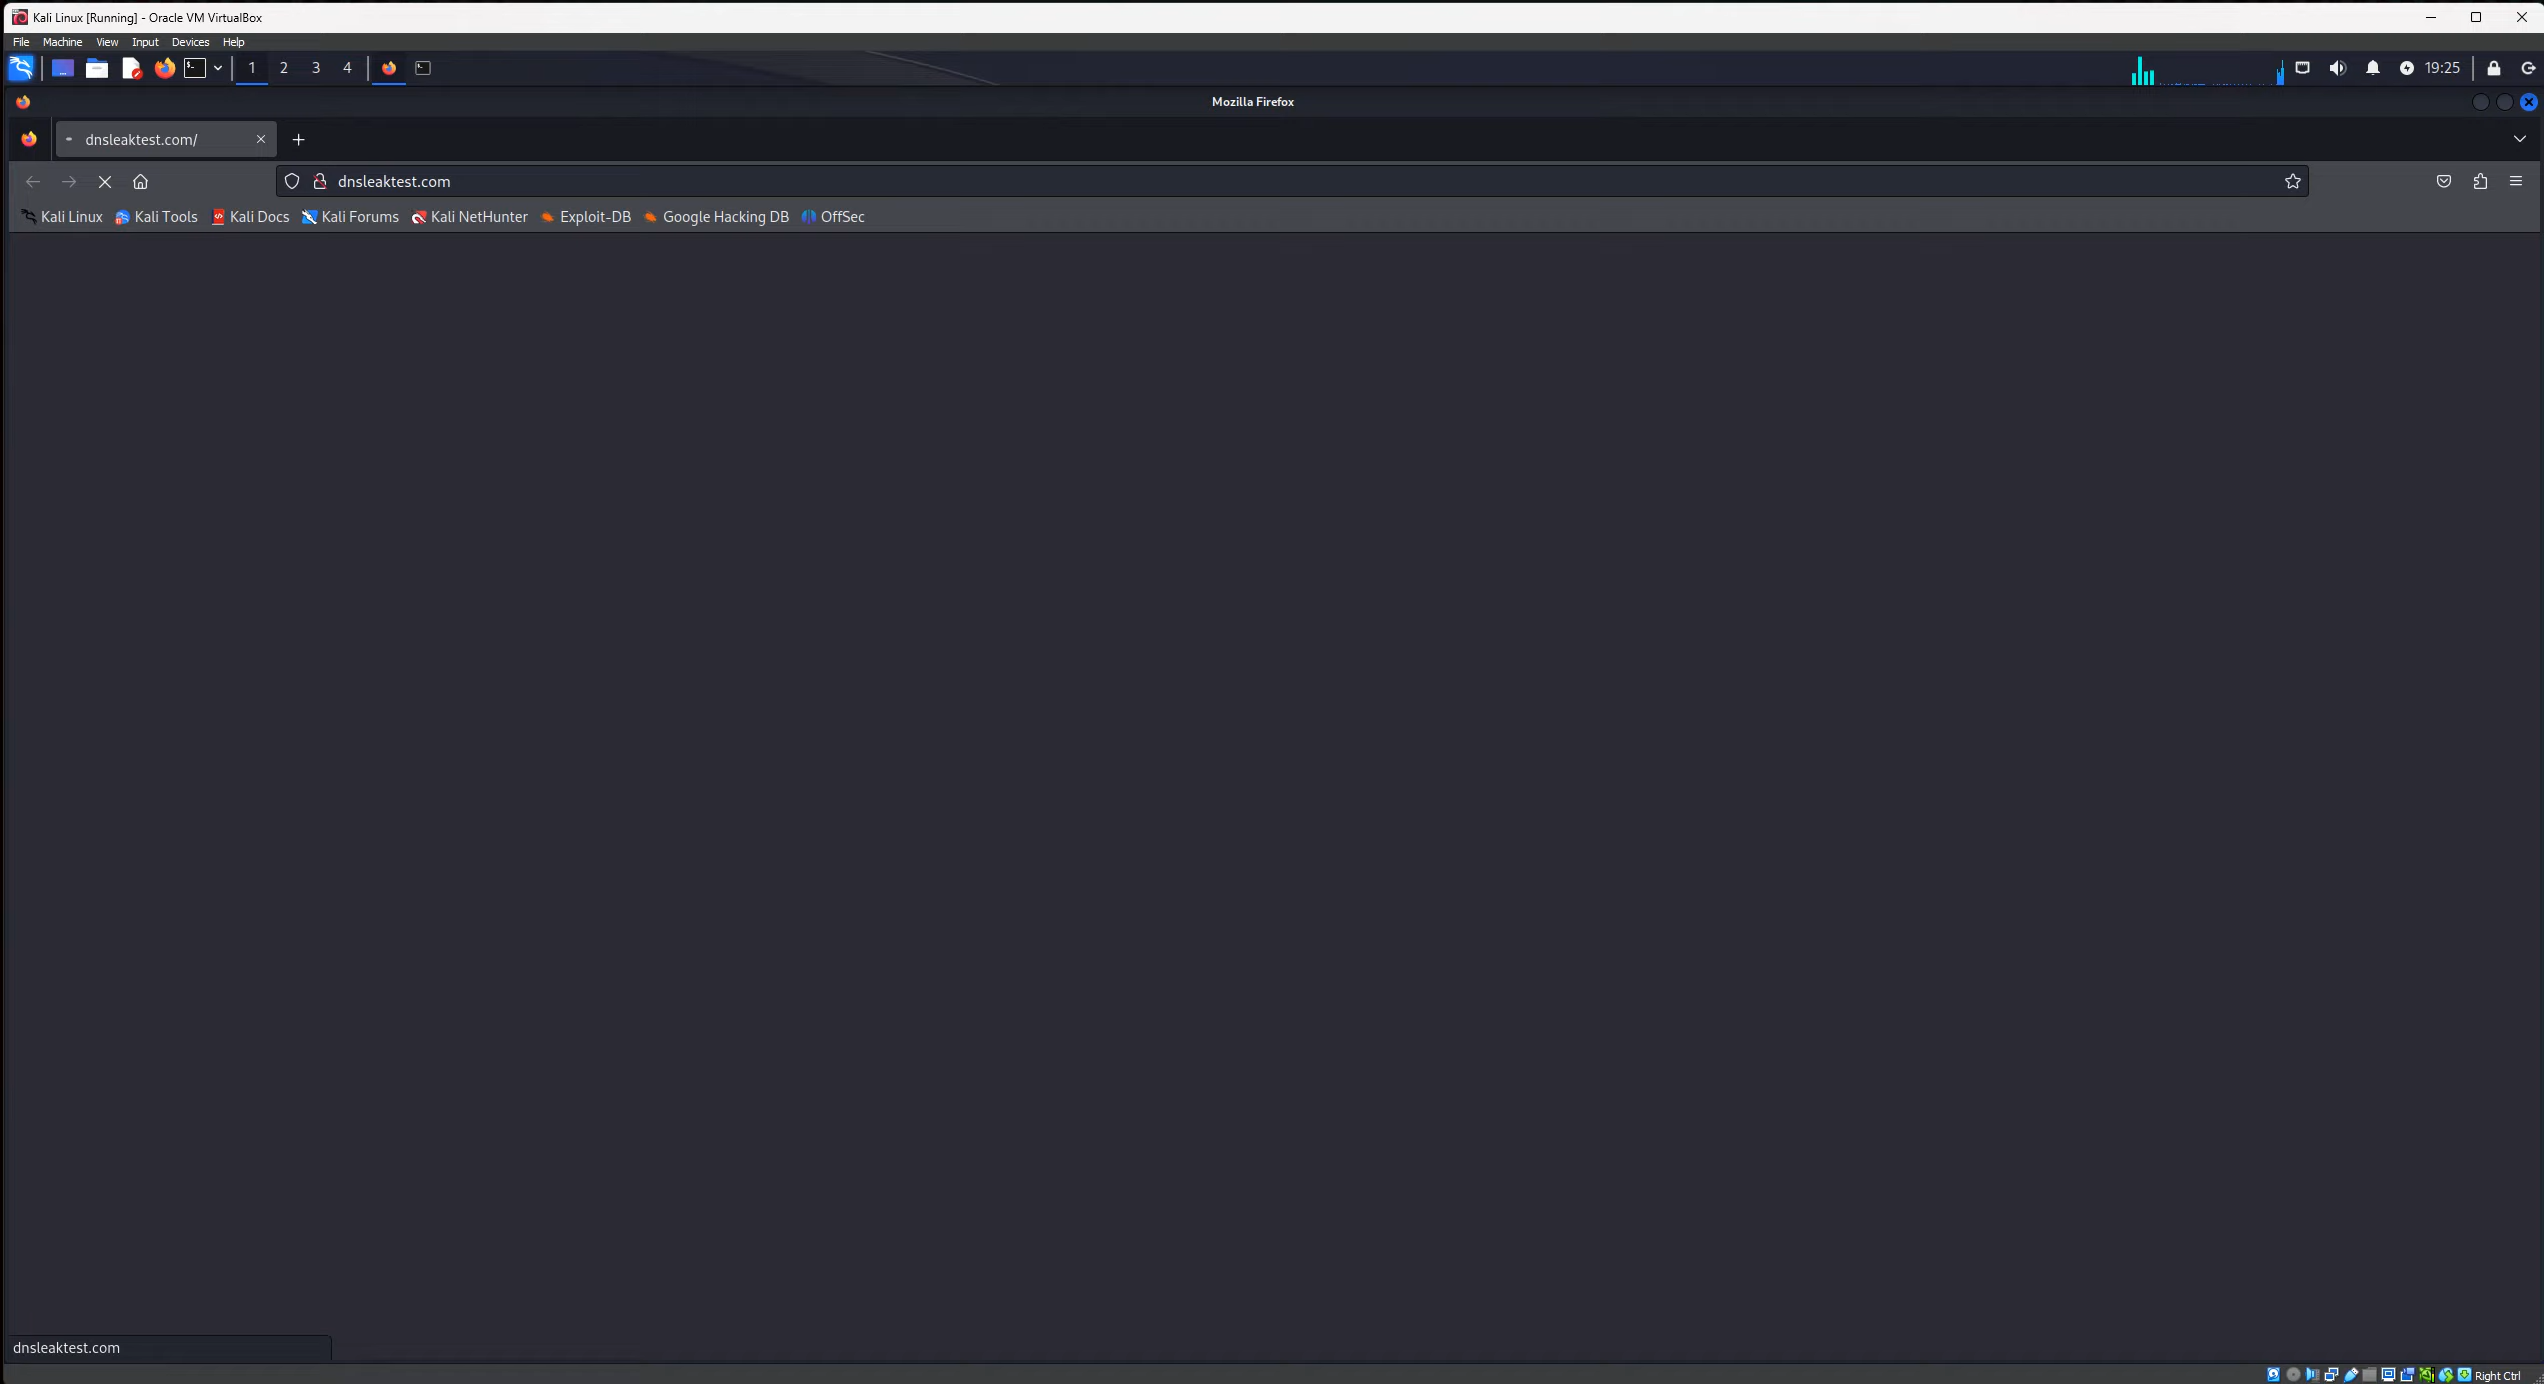 Kali Linux [Running] - Oracle VM VirtualBox
File Machine View Input Devices Help
1 2 3 4 19:25
Mozilla Firefox
dnsleaktest.com/
dnsleaktest.com
Kali Linux Kali Tools Kali Docs Kali Forums Kali NetHunter Exploit-DB Google Hacking DB OffSec
dnsleaktest.com
Right Ctrl